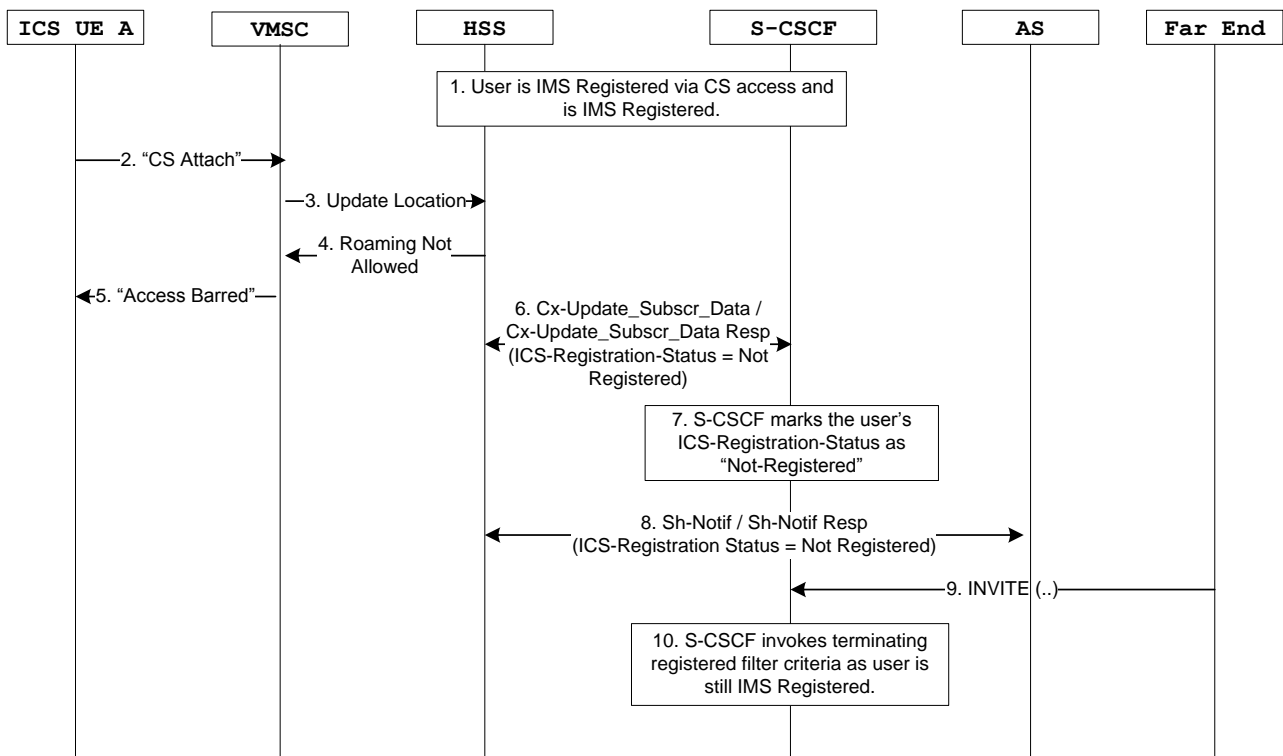 ICS UE A
VMSC
HSS
S-CSCF
AS
Far End
1. User is IMS Registered via CS access and
is IMS Registered.
2. “CS Attach”
3. Update Location
4. Roaming Not
Allowed
5. “Access Barred”
6. Cx-Update_Subscr_Data /
Cx-Update_Subscr_Data Resp
(ICS-Registration-Status = Not
Registered)
7. S-CSCF marks the user’s
ICS-Registration-Status as
“Not-Registered”
8. Sh-Notif / Sh-Notif Resp
(ICS-Registration Status = Not Registered)
9. INVITE (..)
10. S-CSCF invokes terminating
registered filter criteria as user is
still IMS Registered.